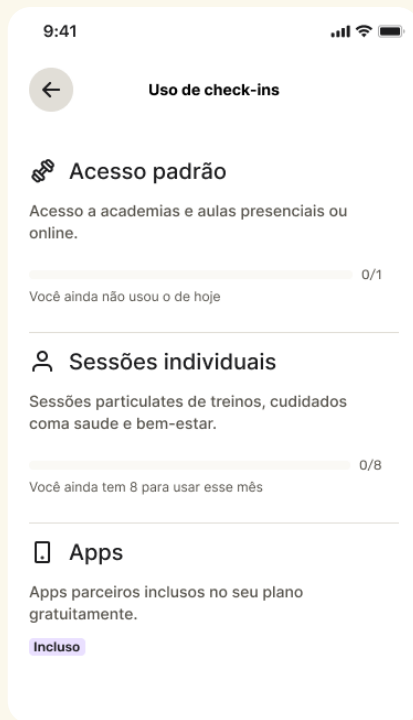 9:41
Uso de check-ins
Acesso padrão
Acesso a academias e aulas presenciais ou
online.
0/1
Você ainda não usou o de hoje
Sessões individuais
Sessões particulates de treinos, cudidados
coma saude e bem-estar.
0/8
Você ainda tem 8 para usar esse mês
Apps
Apps parceiros inclusos no seu plano
gratuitamente.
Incluso